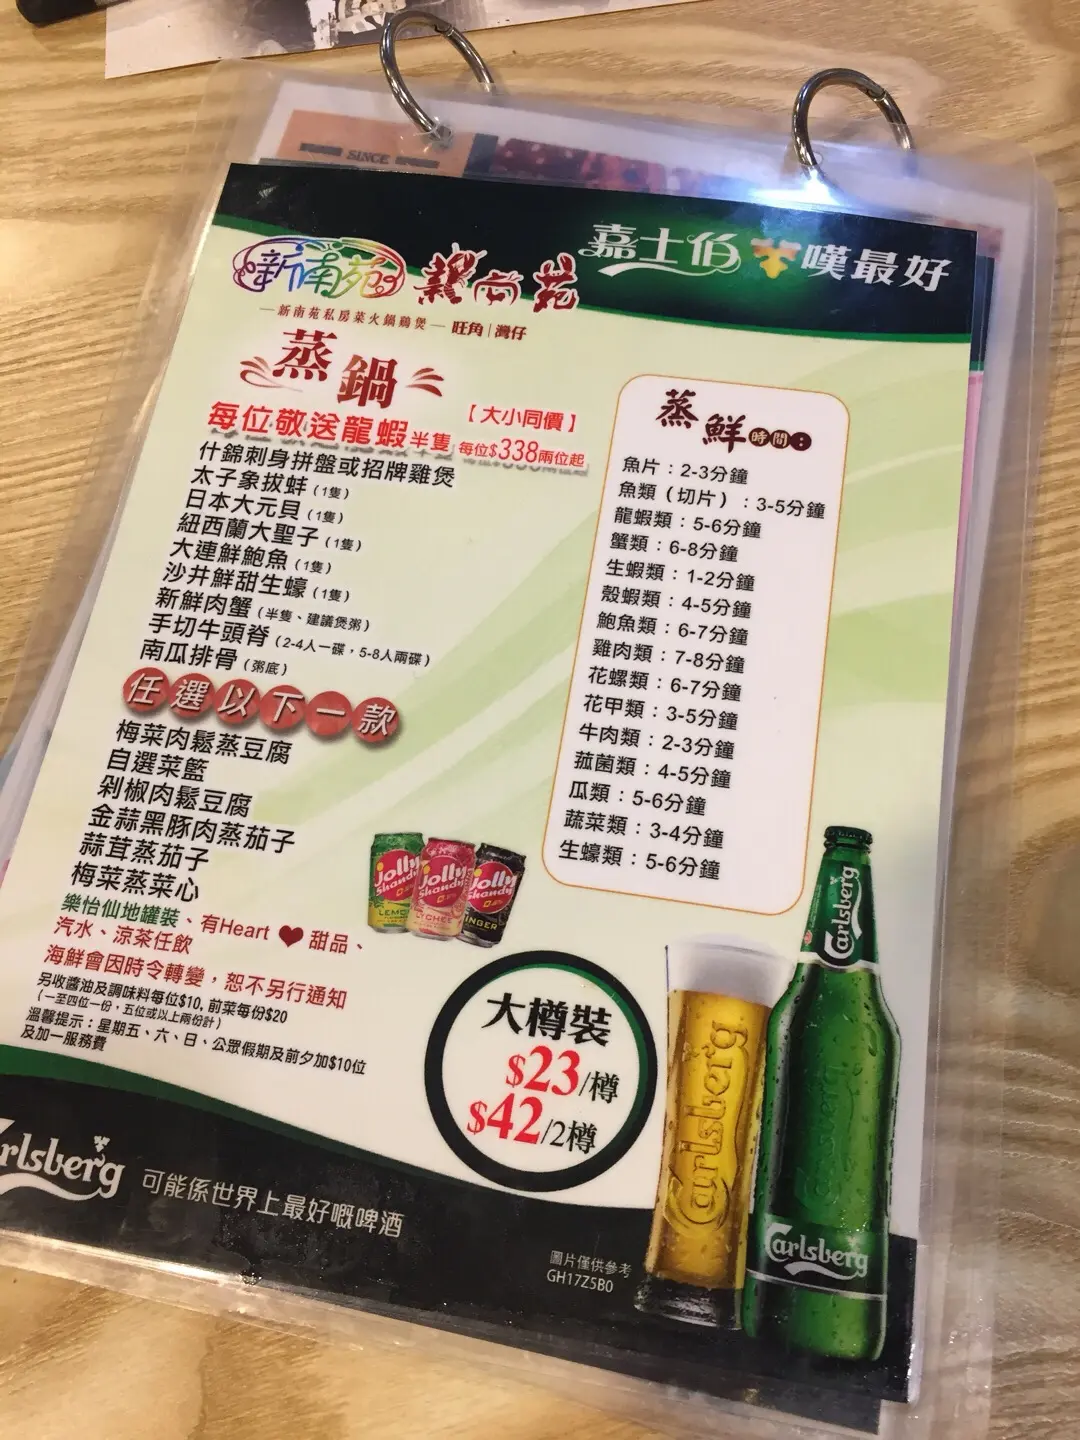 SINCE
嘉士伯 嘆最好
新南苑
新南苑私房菜火鍋鷄煲
旺角 | 灣仔
蒸鍋
【大小同價】
每位敬送龍蝦半隻 每位$338兩位起
什錦刺身拼盤或招牌雞煲
太子象拔蚌(1隻)
日本大元貝(1隻)
紐西蘭大聖子(1隻)
大連鮮鮑魚(1隻)
沙井鮮甜生蠔(1隻)
新鮮肉蟹(半隻、建議煲粥)
手切牛頭脊(2-4人一碟，5-8人兩碟)
南瓜排骨(粥底)
任選以下一款
梅菜肉鬆蒸豆腐
自選菜籃
剁椒肉鬆豆腐
金蒜黑豚肉蒸茄子
蒜茸蒸茄子
梅菜蒸菜心
樂怡仙地罐裝、有Heart ♥ 甜品、
汽水、涼茶任飲
海鮮會因時令轉變，恕不另行通知
另收醬油及調味料每位$10, 前菜每份$20
(一至四位一份，五位或以上兩份計)
溫馨提示：星期五、六、日、公眾假期及前夕加$10位
及加一服務費
蒸鮮時間：
魚片：2-3分鐘
魚類（切片）：3-5分鐘
龍蝦類：5-6分鐘
蟹類：6-8分鐘
生蝦類：1-2分鐘
殼蝦類：4-5分鐘
鮑魚類：6-7分鐘
雞肉類：7-8分鐘
花螺類：6-7分鐘
花甲類：3-5分鐘
牛肉類：2-3分鐘
菰菌類：4-5分鐘
瓜類：5-6分鐘
蔬菜類：3-4分鐘
生蠔類：5-6分鐘
Jolly Shandy LEMON
Jolly Shandy LYCHEE
Jolly Shandy GINGER
大樽裝
$23/樽
$42/2樽
Carlsberg
Carlsberg
Carlsberg
Carlsberg
arlsberg 可能係世界上最好嘅啤酒
圖片僅供參考
GH17Z5B0